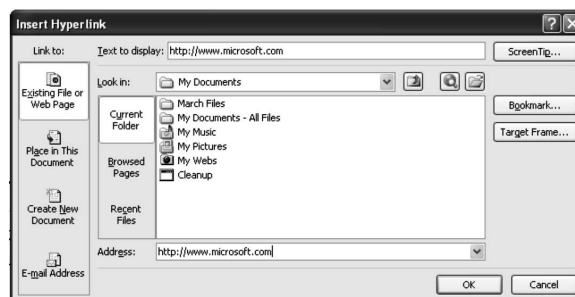 Insert Hyperlink
Link to:
Text to display: http://www.microsoft.com
ScreenTip...
Existing File or
Web Page
Look in: My Documents
Current
Folder
March Files
My Documents - All Files
My Music
My Pictures
My Webs
Cleanup
Bookmark...
Target Frame...
Place in This
Document
Browsed
Pages
Create New
Document
Recent
Files
Address: http://www.microsoft.com
E-mail Address
OK
Cancel